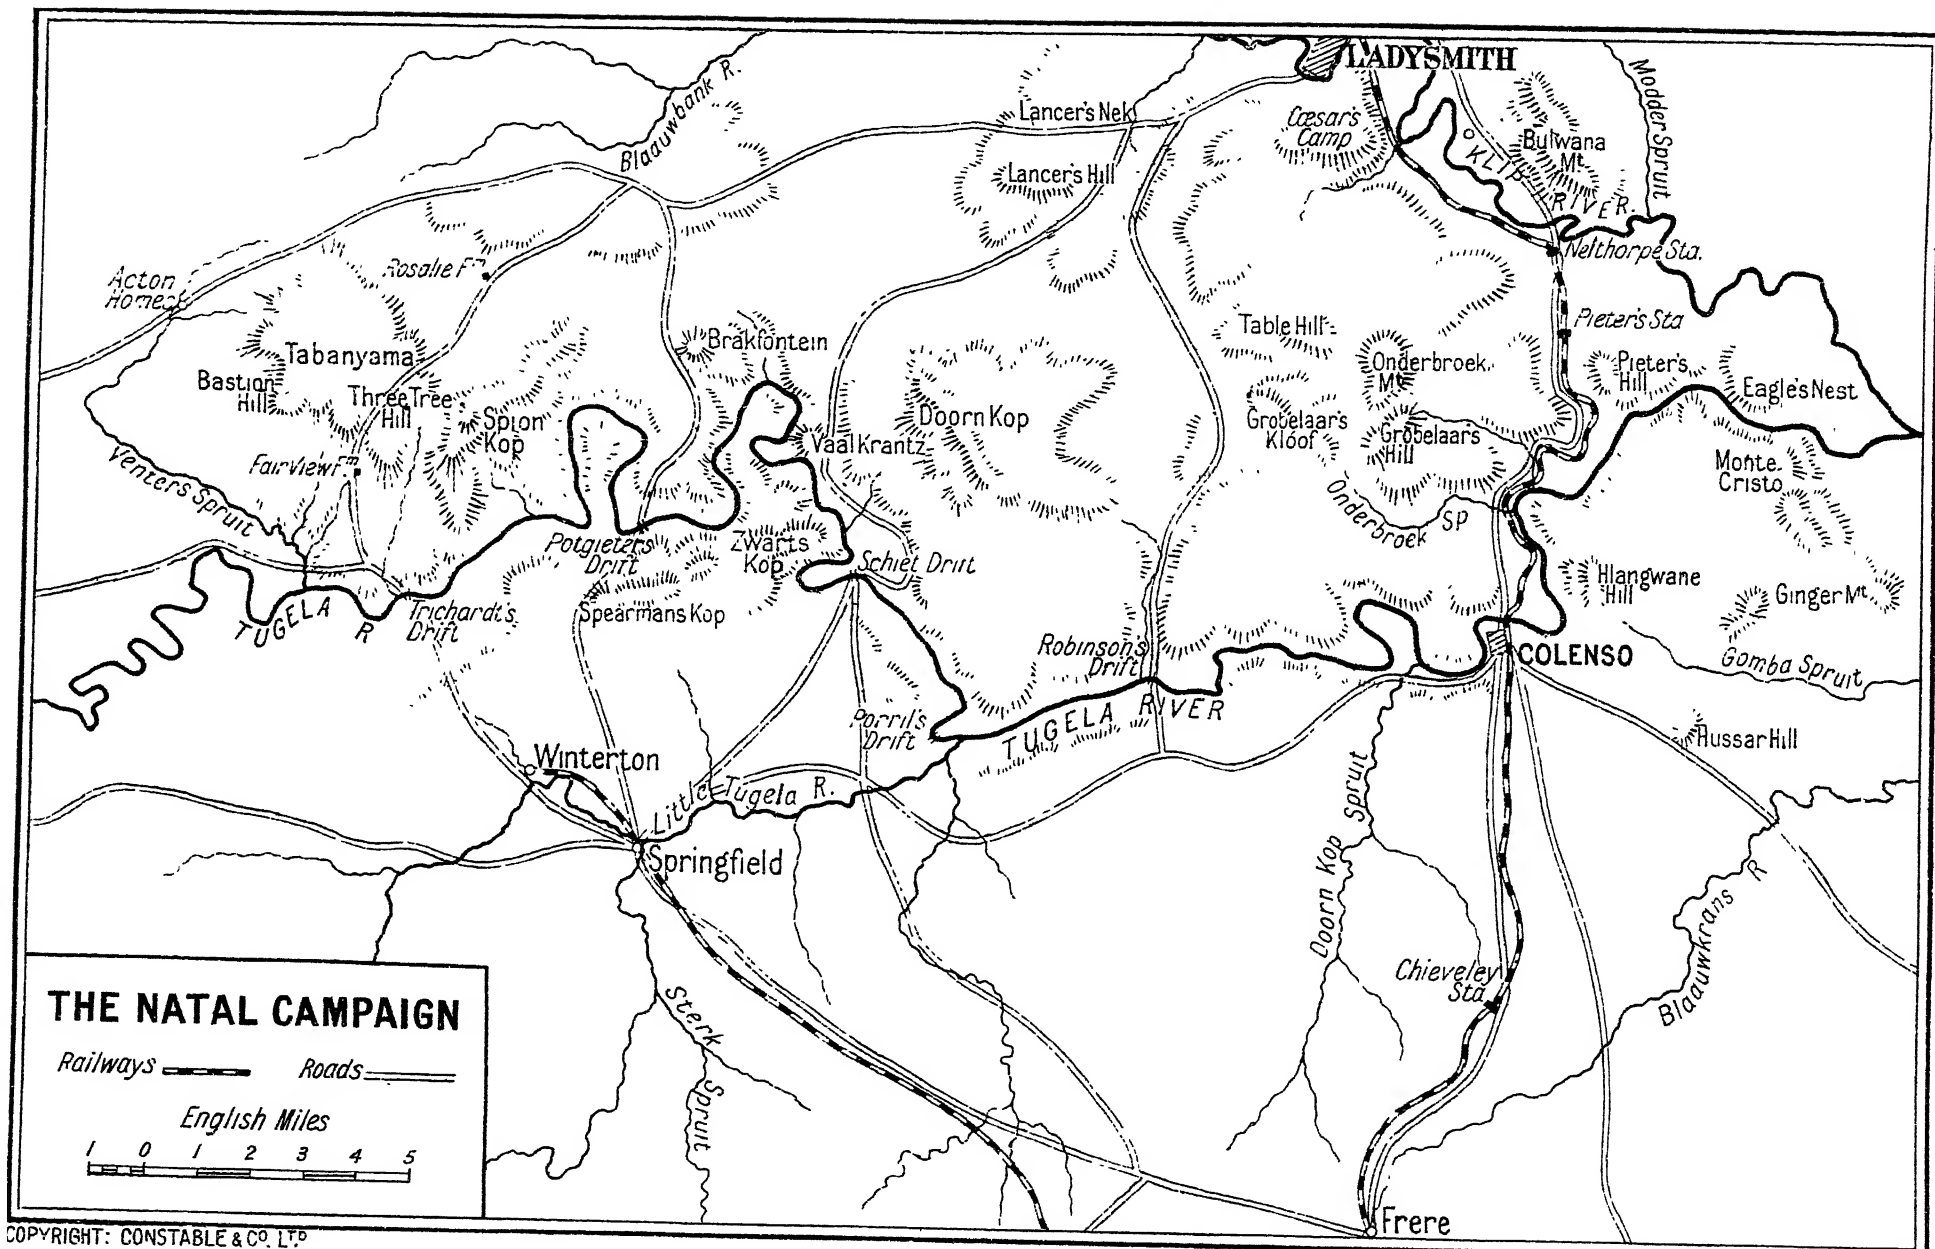 LADYSMITH
Modder Spruit
Blaauwbank R.
Lancer's Nek
Cæsar's
Camp
Bulwana
Mt.
KLIP RIVER.
Lancer's Hill
Nelthorpe Sta.
Acton
Homes
Rosalie Fm
Pieter's Sta
Table Hill
Brakfontein
Tabanyama
Onderbroek
Mt.
Pieter's
Hill
Eagle's Nest
Bastion
Hill
Three Tree
Hill
Spion
Kop
Doorn Kop
Grobelaar's
Kloof
Grobelaars
Hill
Vaal Krantz
Monte
Cristo
Fairview Fm
Venters Spruit
Onderbroek SP
Potgieters
Drift
Zwarts
Kop
Schiet Drift
Hlangwane
Hill
Ginger Mt.
Spearmans Kop
TUGELA R
Trichardt's
Drift
Robinson's
Drift
COLENSO
Gomba Spruit
Porrit's
Drift
TUGELA RIVER
Hussar Hill
Winterton
Little Tugela R.
Springfield
Doorn Kop Spruit
Blaauwkrans R
Chieveley
Sta
Sterk Spruit
THE NATAL CAMPAIGN
Railways Roads
English Miles
1 0 1 2 3 4 5
Frere
COPYRIGHT: CONSTABLE & CO. LTD